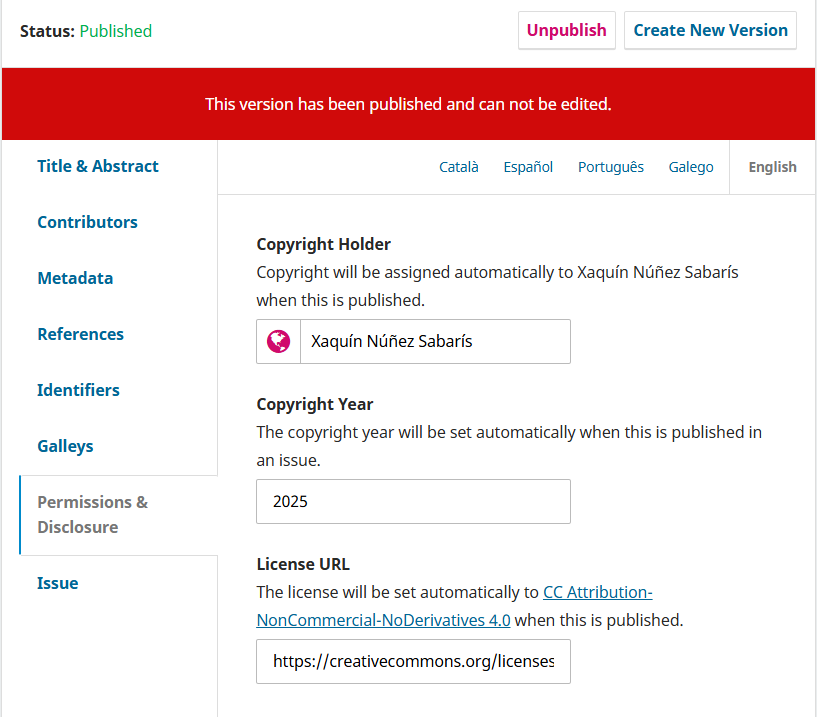 Status: Published
Unpublish
Create New Version
This version has been published and can not be edited.
Title & Abstract
Contributors
Metadata
References
Identifiers
Galleys
Permissions &
Disclosure
Issue
Català
Español
Português
Galego
English
Copyright Holder
Copyright will be assigned automatically to Xaquín Núñez Sabarís
when this is published.
Xaquín Núñez Sabarís
Copyright Year
The copyright year will be set automatically when this is published in
an issue.
2025
License URL
The license will be set automatically to CC Attribution-
NonCommercial-NoDerivatives 4.0 when this is published.
https://creativecommons.org/licenses